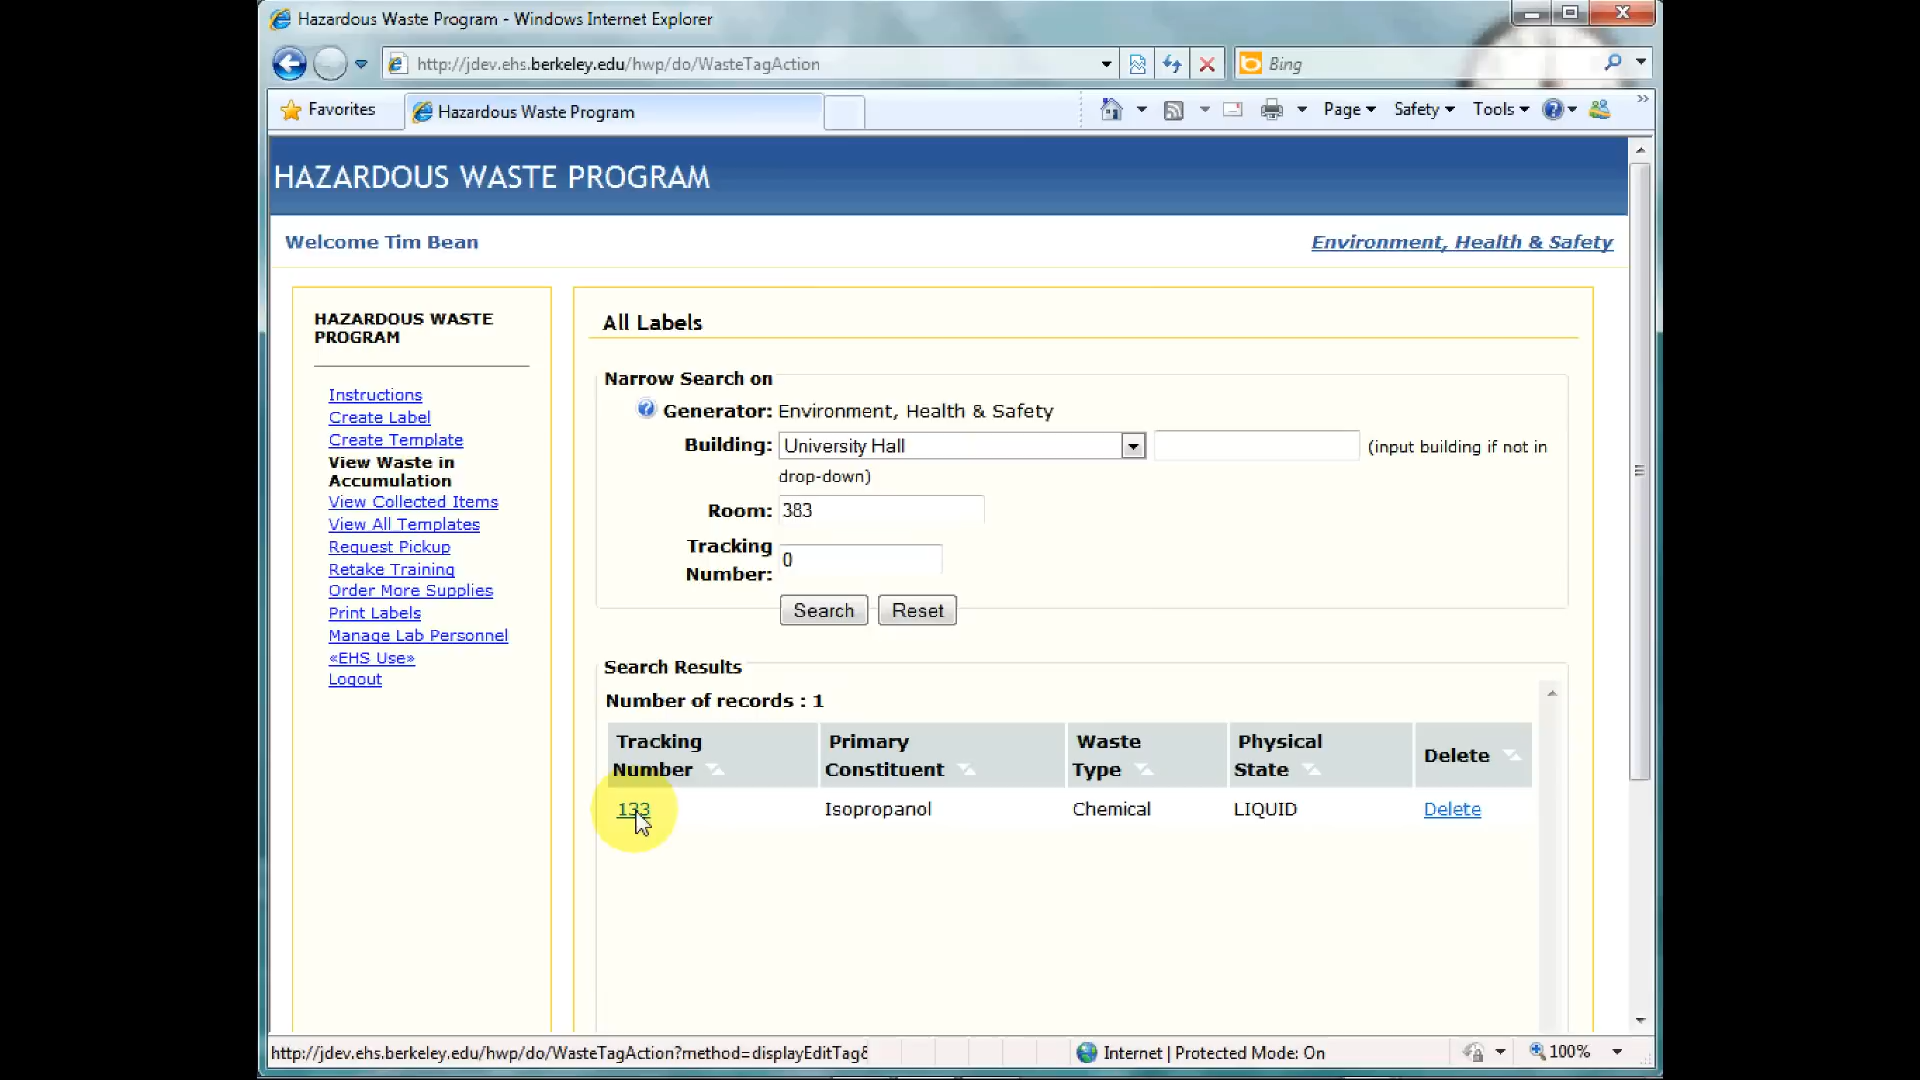 Hazardous Waste Program - Windows Internet Explorer
http://jdev.ehs.berkeley.edu/hwp/do/WasteTagAction
Bing
Favorites
Hazardous Waste Program
Page
Safety
Tools
HAZARDOUS WASTE PROGRAM
Welcome Tim Bean
Environment, Health & Safety
HAZARDOUS WASTE
PROGRAM
Instructions
Create Label
Create Template
View Waste in
Accumulation
View Collected Items
View All Templates
Request Pickup
Retake Training
Order More Supplies
Print Labels
Manage Lab Personnel
«EHS Use»
Logout
All Labels
Narrow Search on
Generator: Environment, Health & Safety
Building: University Hall (input building if not in
drop-down)
Room: 383
Tracking
Number: 0
Search Reset
Search Results
Number of records : 1
Tracking Number Primary Constituent Waste Type Physical State Delete
133 Isopropanol Chemical LIQUID Delete
http://jdev.ehs.berkeley.edu/hwp/do/WasteTagAction?method=displayEditTag&
Internet | Protected Mode: On
100%